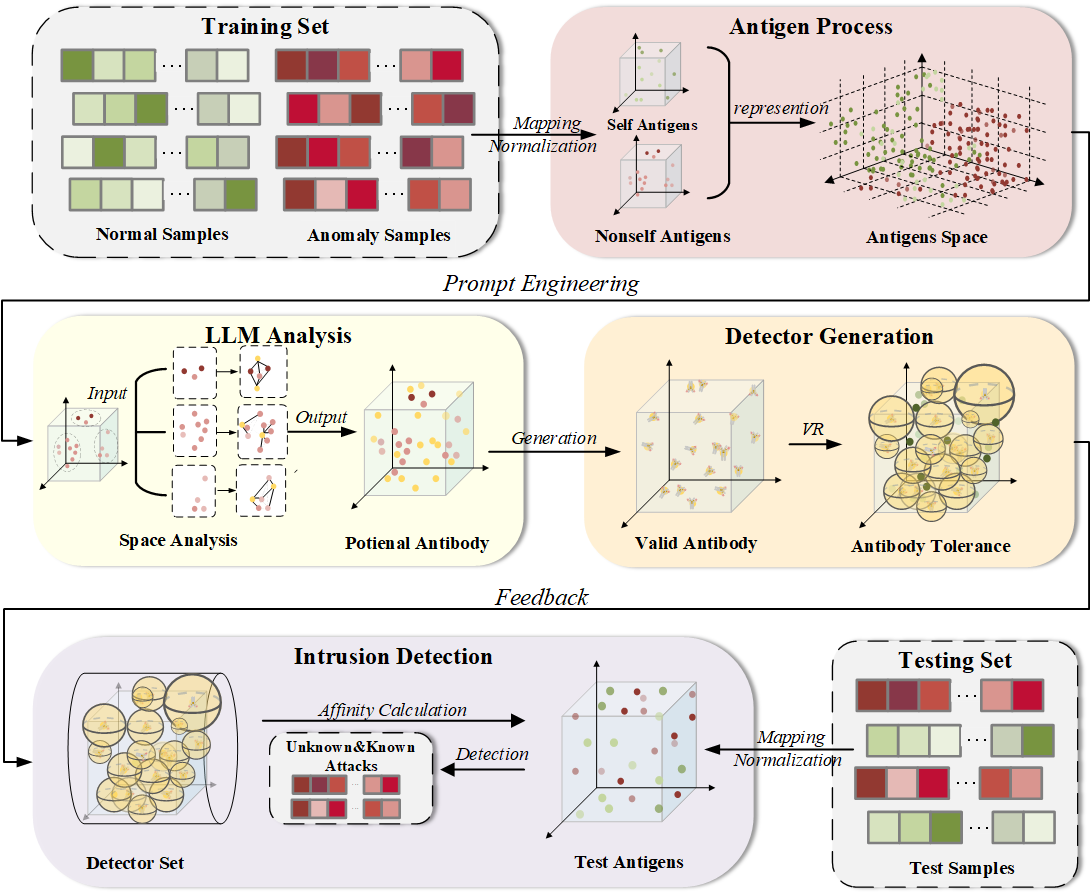 Training Set
Normal Samples
Anomaly Samples
Mapping
Normalization
Antigen Process
Self Antigens
Nonself Antigens
represention
Antigens Space
Prompt Engineering
LLM Analysis
Input
Output
Space Analysis
Potienal Antibody
Generation
Detector Generation
VR
Valid Antibody
Antibody Tolerance
Feedback
Intrusion Detection
Affinity Calculation
Unknown&Known
Attacks
Detection
Detector Set
Test Antigens
Mapping
Normalization
Testing Set
Test Samples